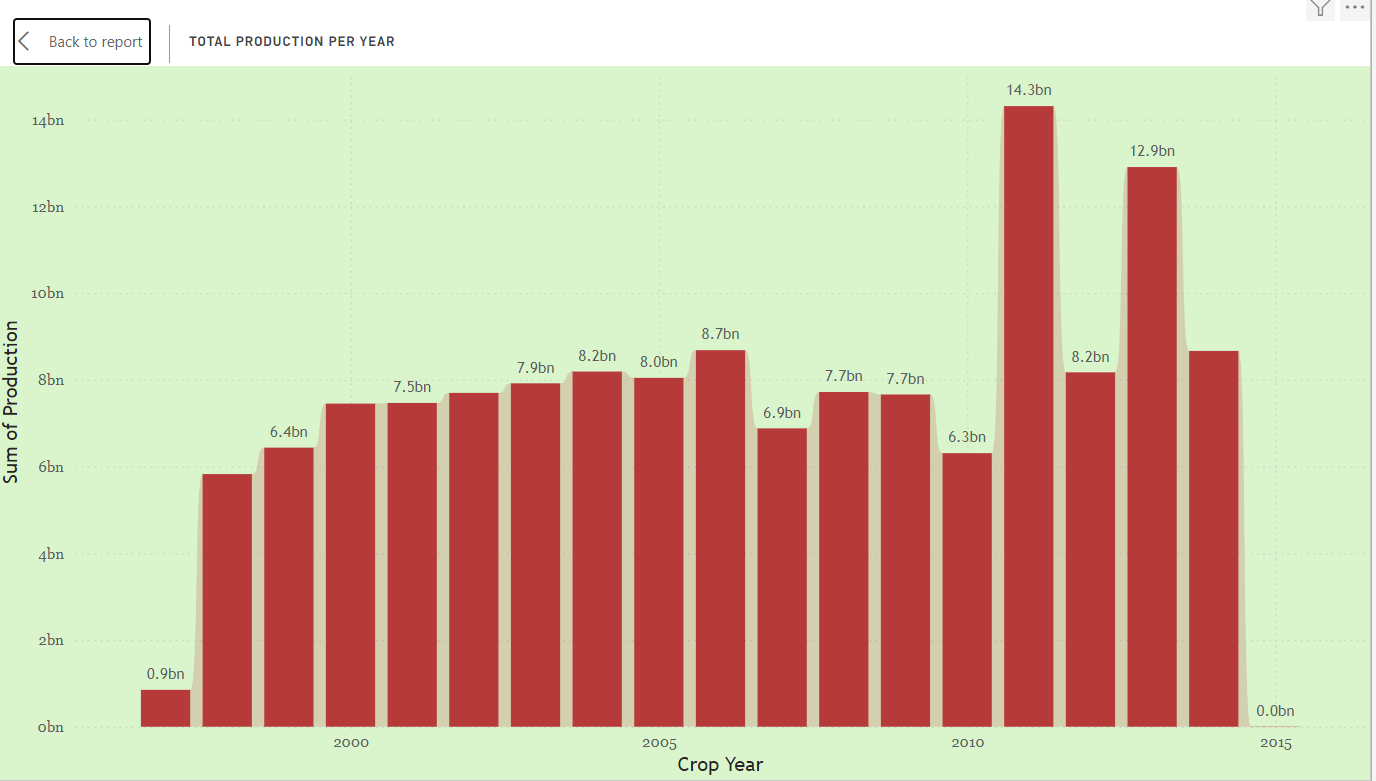 Back to report
TOTAL PRODUCTION PER YEAR
14.3bn
14bn
12.9bn
12bn
10bn
8.7bn
8.2bn
8.0bn
7.9bn
8.2bn
7.7bn
7.7bn
7.5bn
8bn
6.9bn
6.4bn
6.3bn
6bn
4bn
2bn
0.9bn
0.0bn
0bn
Sum of Production
2000 2005 2010 2015
Crop Year